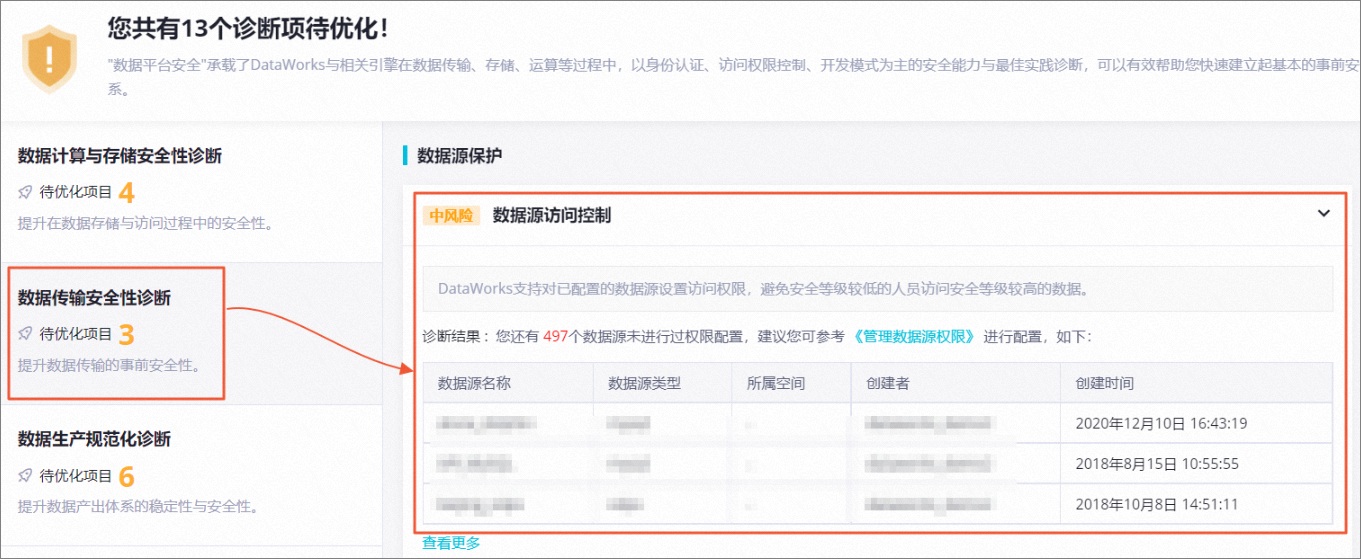 您共有13个诊断项待优化！
"数据平台安全"承载了DataWorks与相关引擎在数据传输、存储、运算等过程中，以身份认证、访问权限控制、开发模式为主的安全能力与最佳实践诊断，可以有效帮助您快速建立起基本的事前安
系。
数据计算与存储安全性诊断
待优化项目 4
提升在数据存储与访问过程中的安全性。
数据传输安全性诊断
待优化项目 3
提升数据传输的事前安全性。
数据生产规范化诊断
待优化项目 6
提升数据产出体系的稳定性与安全性。
数据源保护
中风险 数据源访问控制
DataWorks支持对已配置的数据源设置访问权限，避免安全等级较低的人员访问安全等级较高的数据。
诊断结果：您还有 497个数据源未进行过权限配置，建议您可参考 《管理数据源权限》 进行配置，如下：
数据源名称 数据源类型 所属空间 创建者 创建时间
2020年12月10日 16:43:19
2018年8月15日 10:55:55
2018年10月8日 14:51:11
查看更多